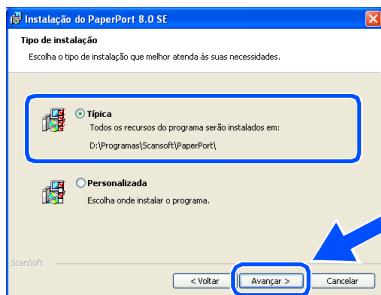 Instalação do PaperPort 8.0 SE
Tipo de instalação
Escolha o tipo de instalação que melhor atenda às suas necessidades.
Típica
Todos os recursos do programa serão instalados em:
D:\Programas\Scansoft\PaperPort\
Personalizada
Escolha onde instalar o programa.
ScanSoft
< Voltar
Avançar >
Cancelar